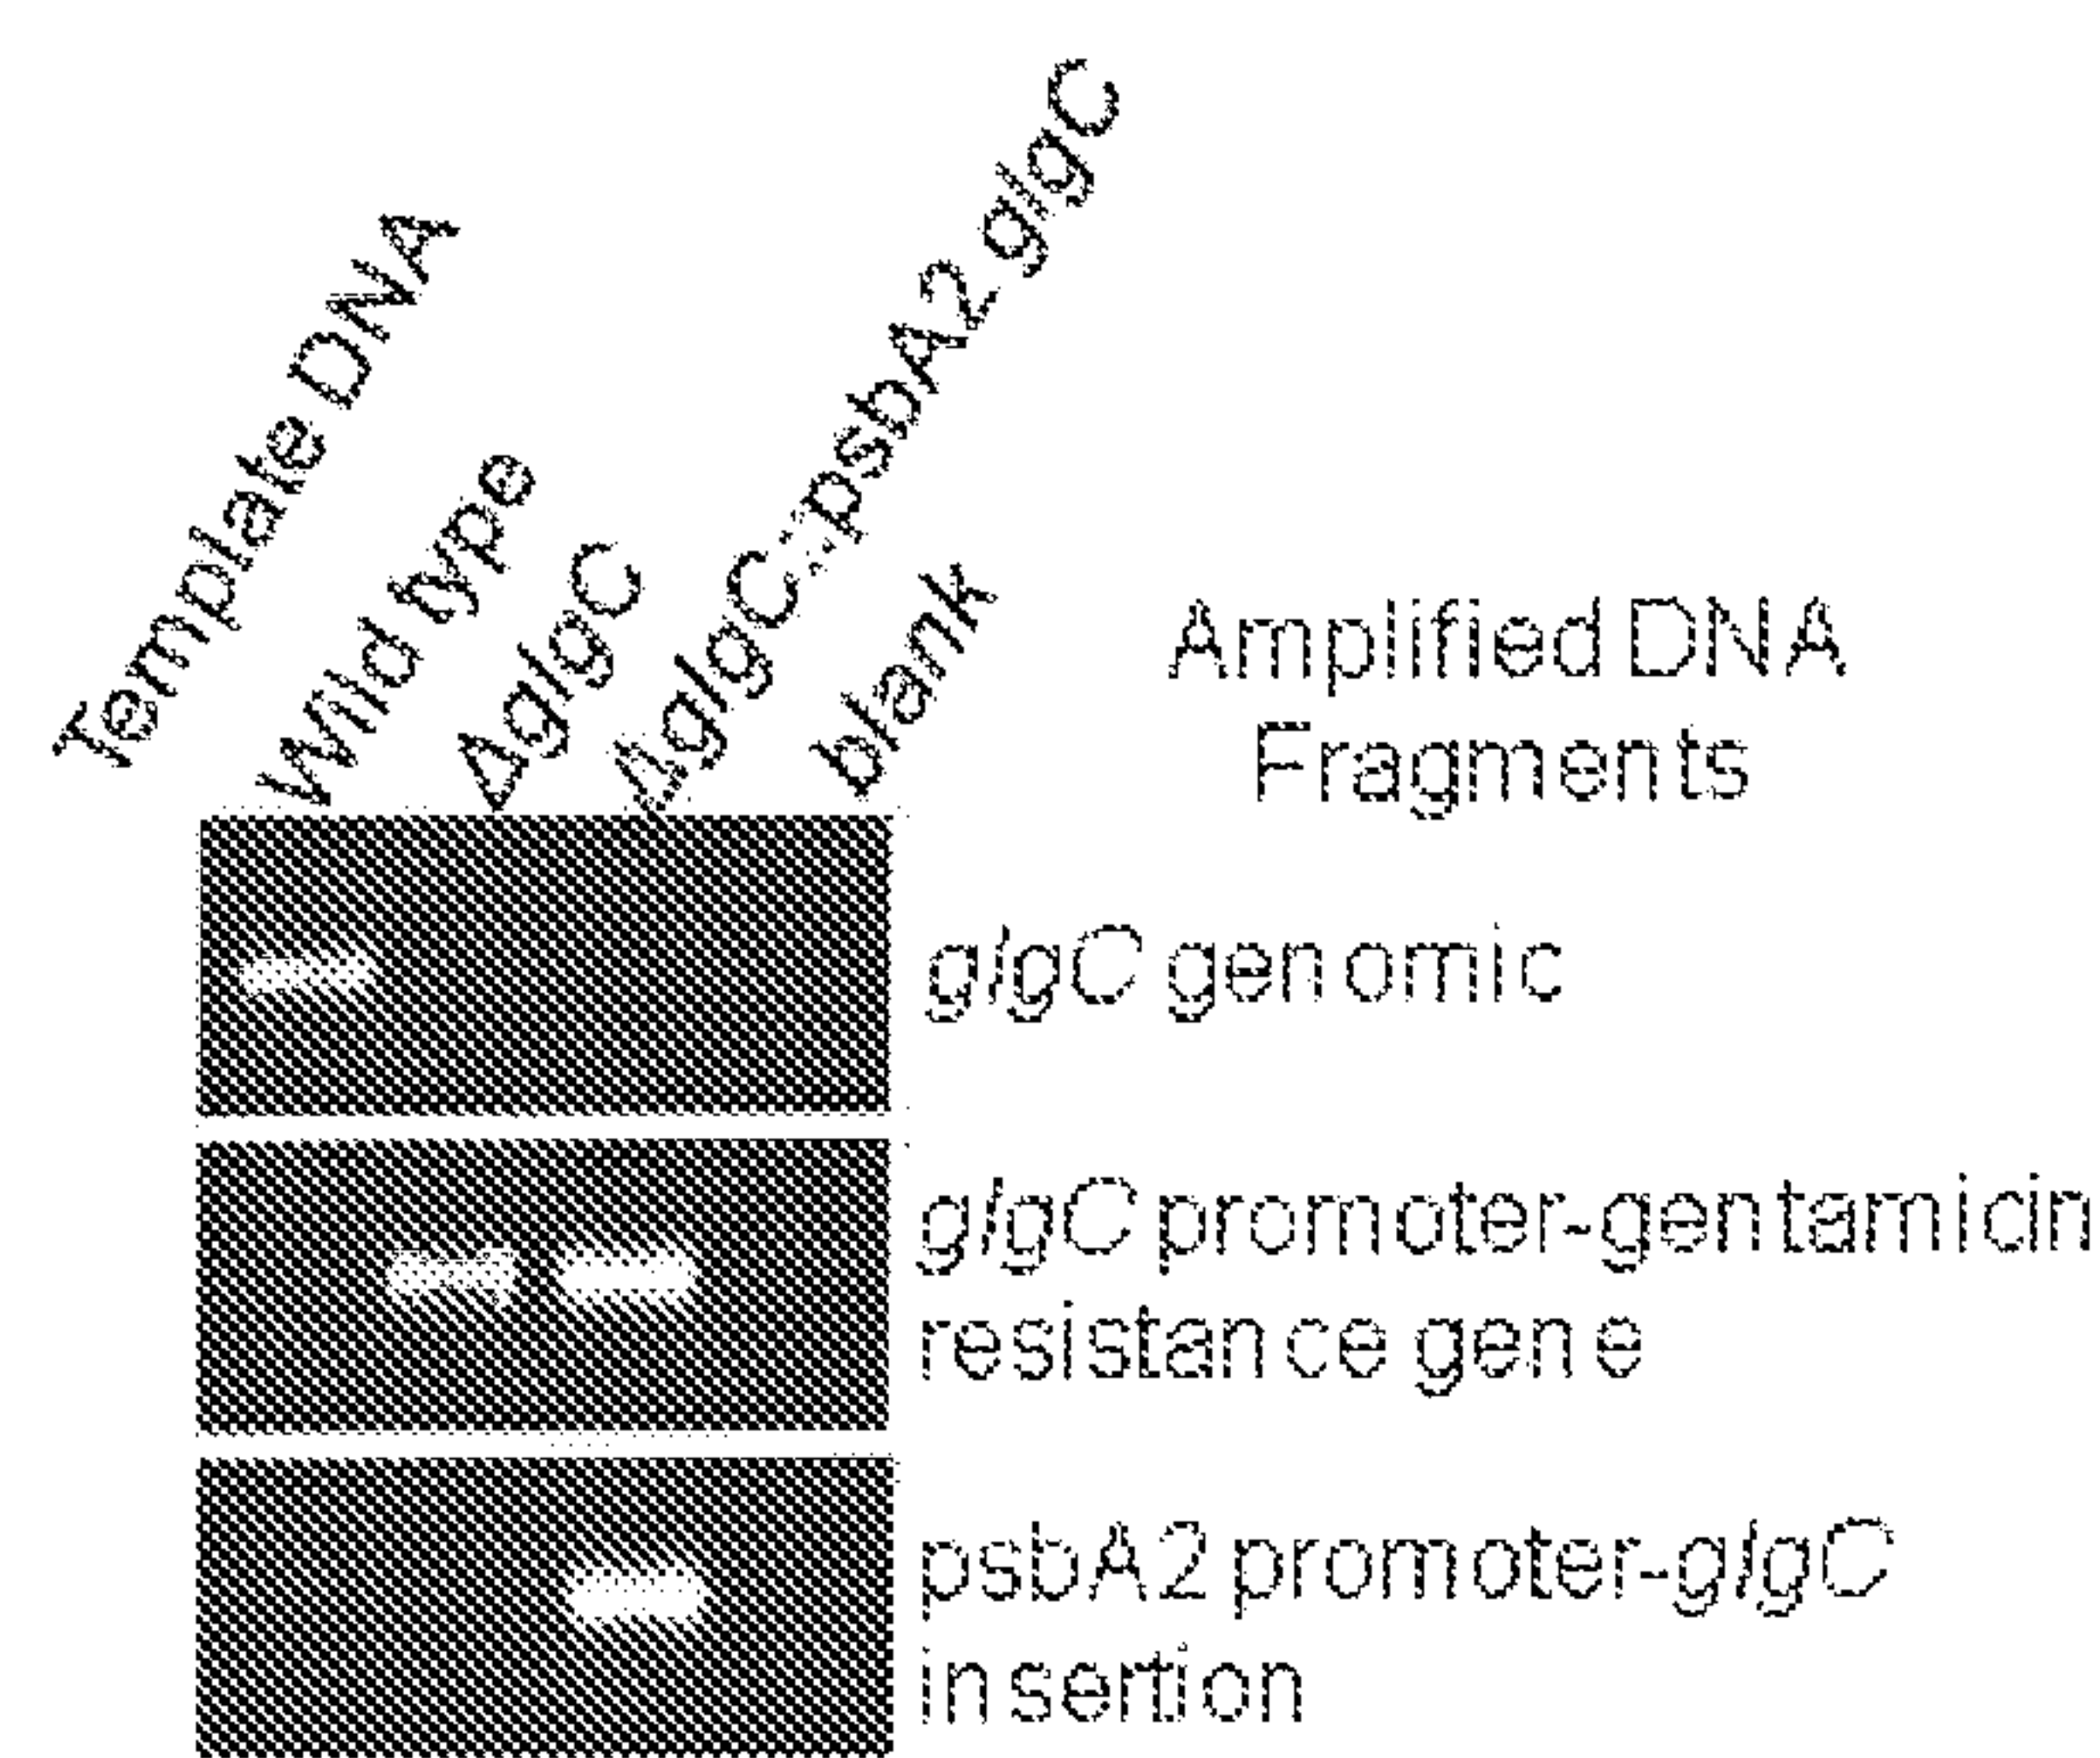 Template DNA
Wild type
ΔglgC
ΔglgC::psbA2 glgC
blank
Amplified DNA
Fragments
glgC genomic
glgC promoter-gentamicin
resistance gene
psbA2 promoter-glgC
insertion